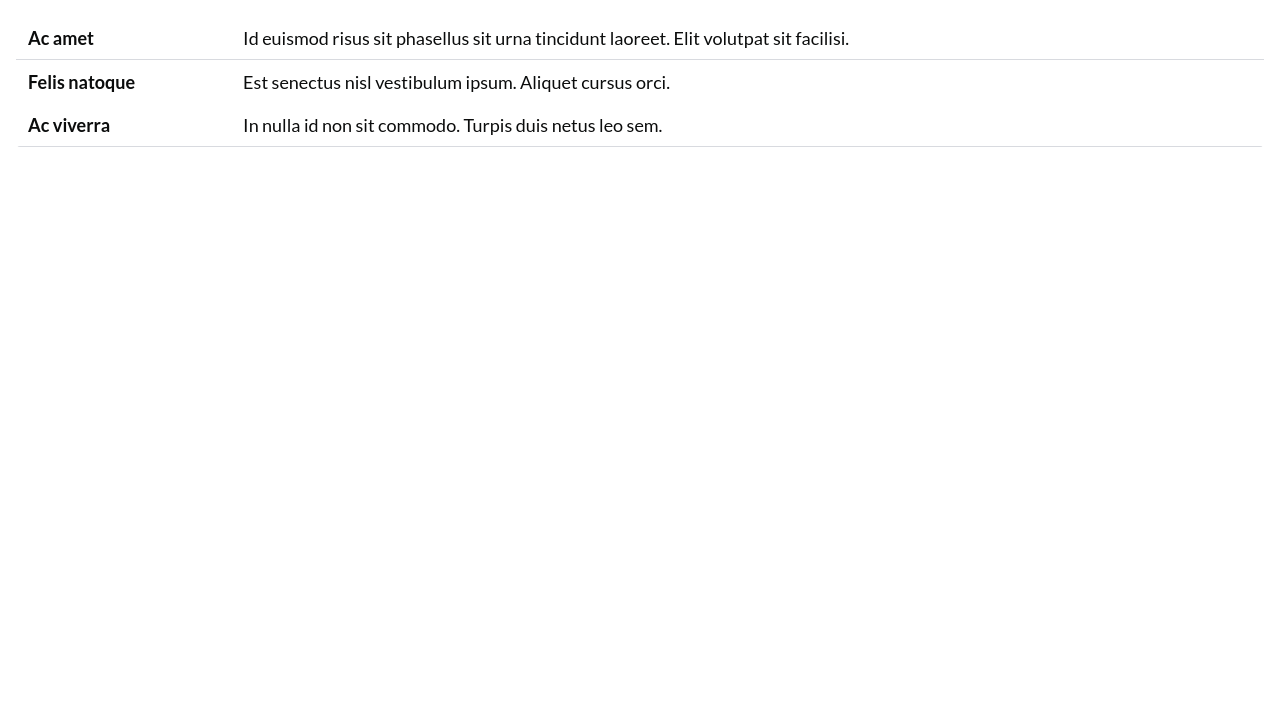 Ac amet Id euismod risus sit phasellus sit urna tincidunt laoreet. Elit volutpat sit facilisi.
Felis natoque Est senectus nisl vestibulum ipsum. Aliquet cursus orci.
Ac viverra In nulla id non sit commodo. Turpis duis netus leo sem.